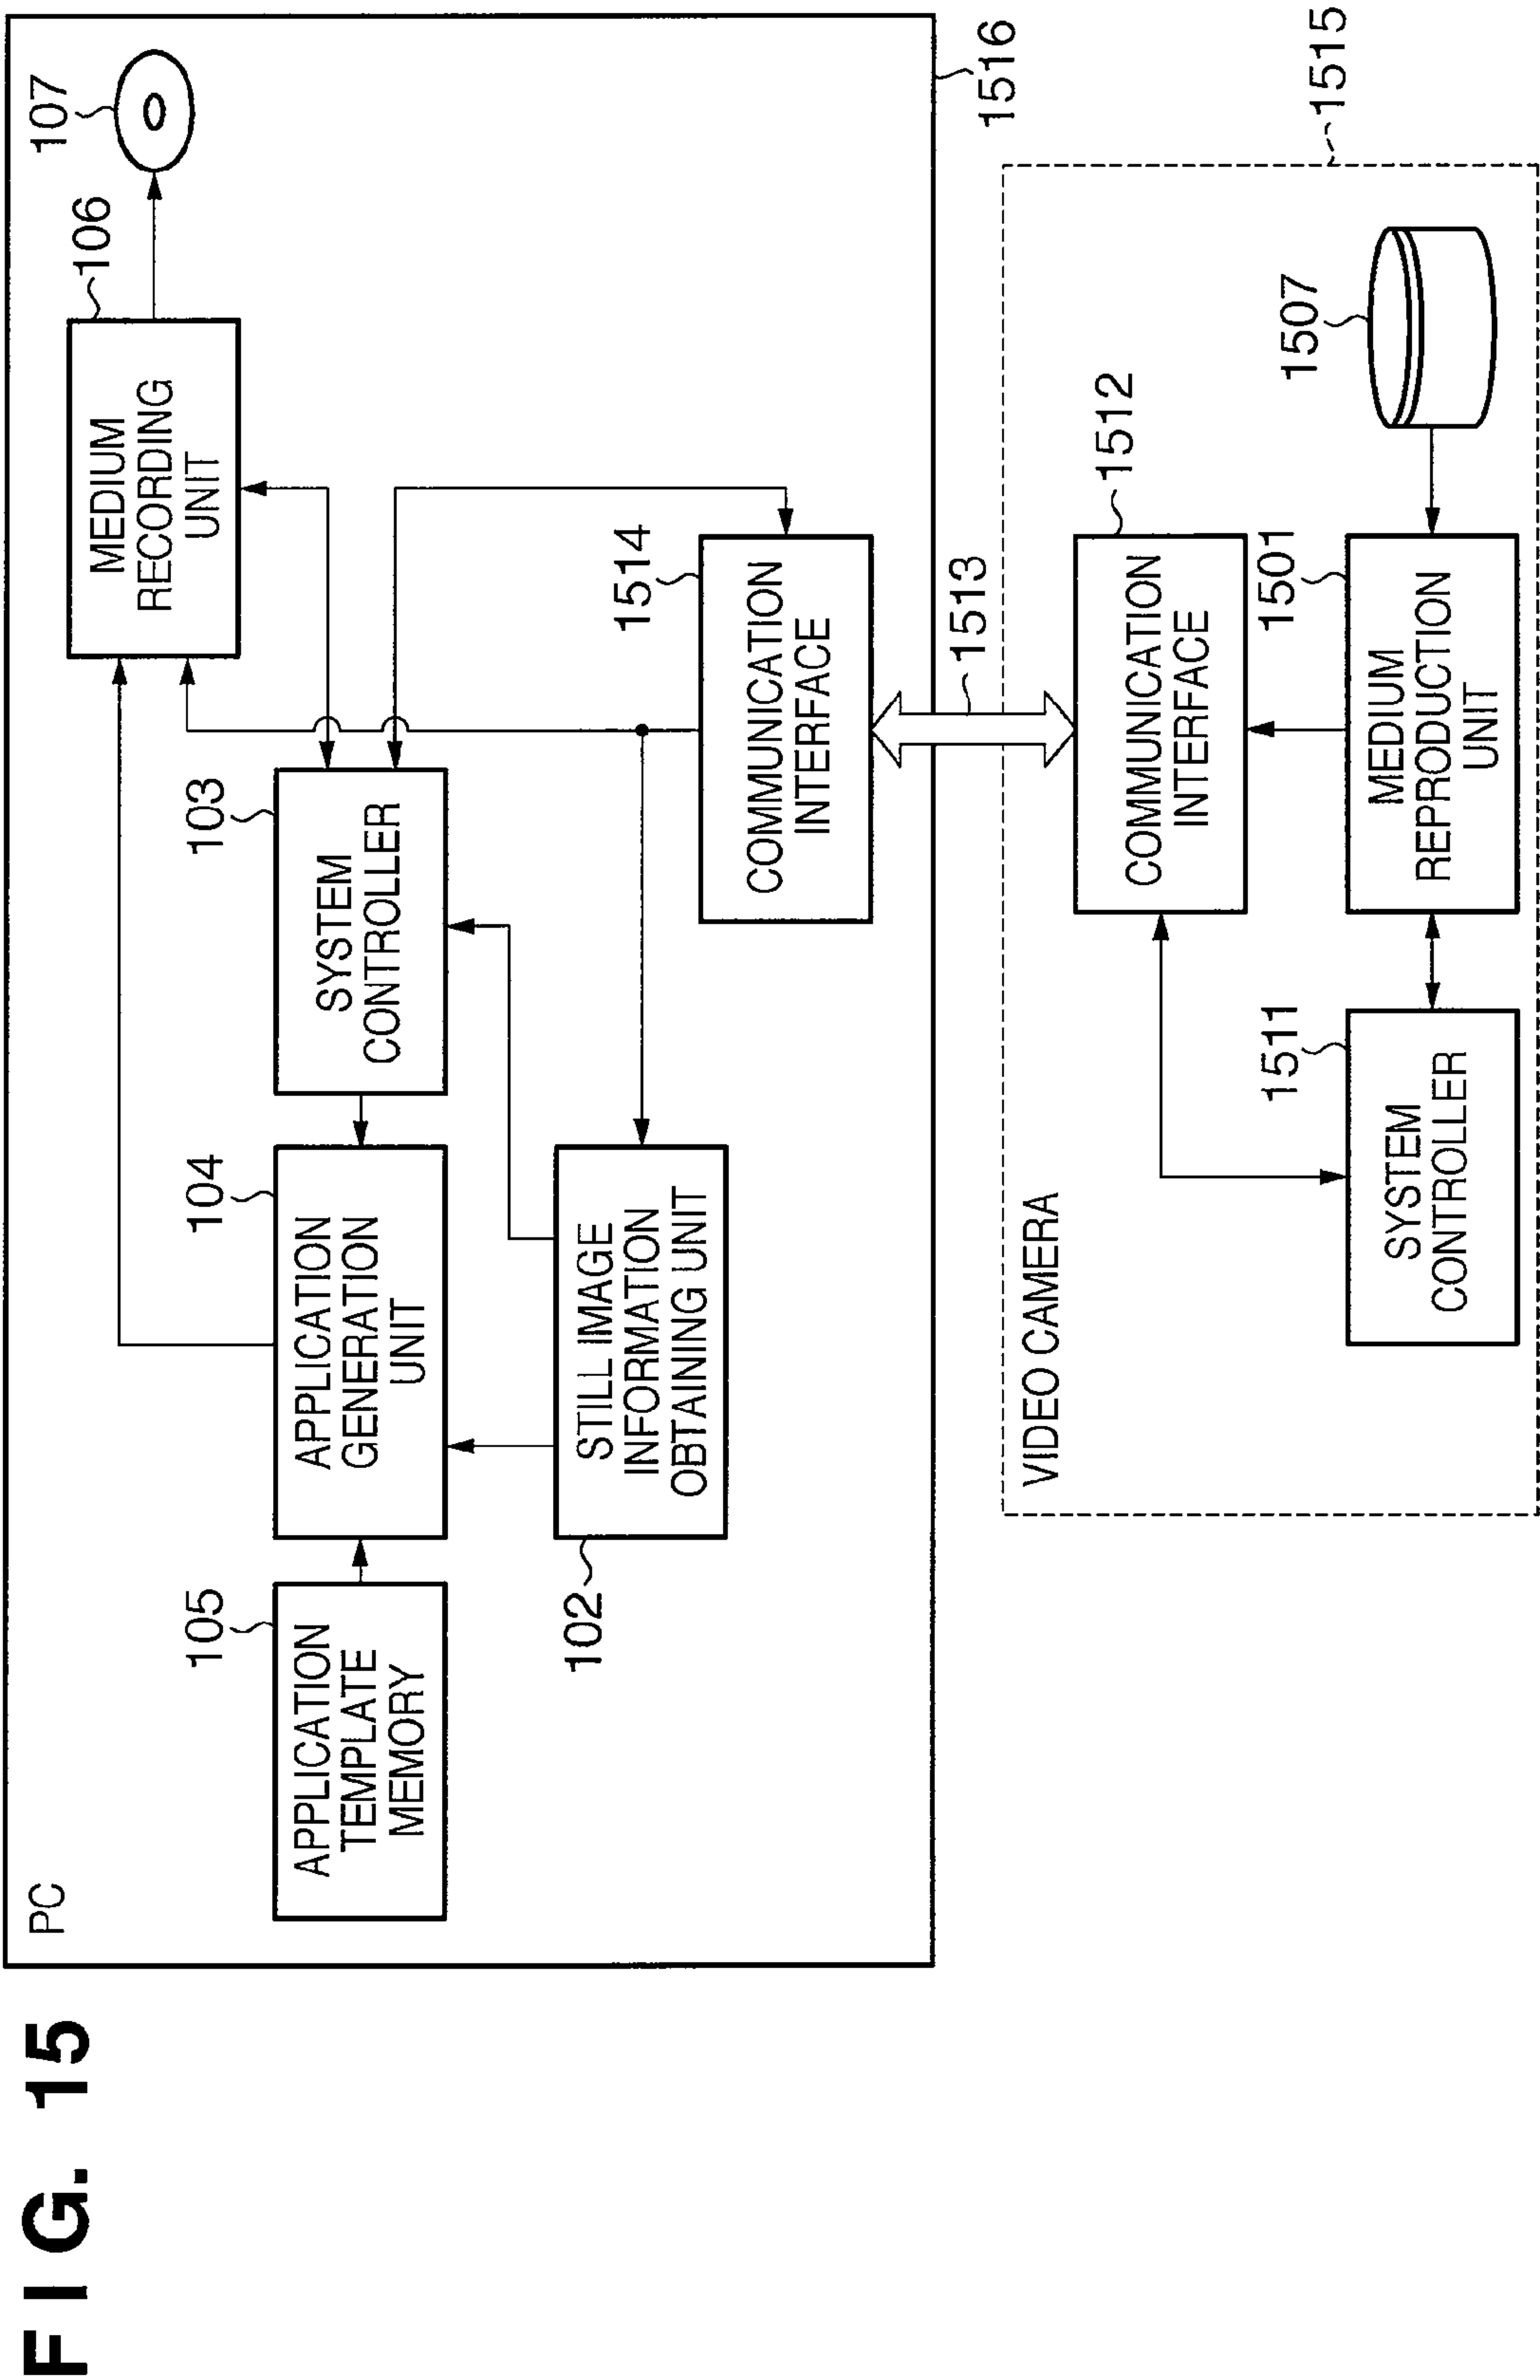 FIG. 15
PC
105
APPLICATION
TEMPLATE
MEMORY
104
APPLICATION
GENERATION
UNIT
103
SYSTEM
CONTROLLER
106
MEDIUM
RECORDING
UNIT
107
102
STILL IMAGE
INFORMATION
OBTAINING UNIT
1514
COMMUNICATION
INTERFACE
1516
1513
VIDEO CAMERA
1515
1512
COMMUNICATION
INTERFACE
1511
SYSTEM
CONTROLLER
1501
MEDIUM
REPRODUCTION
UNIT
1507